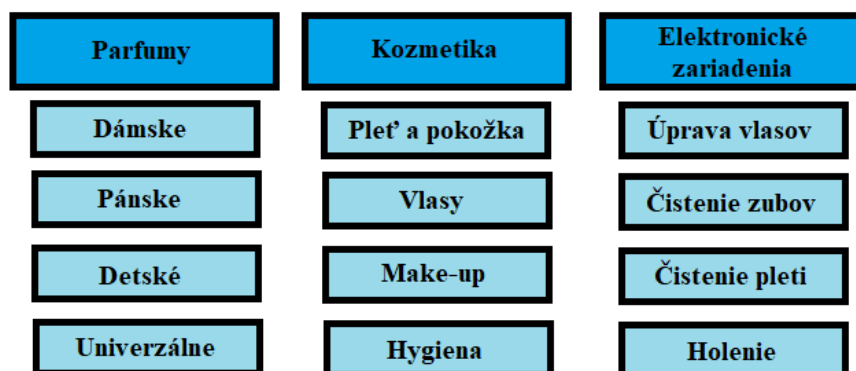 Parfumy
Dámske
Pánske
Detské
Univerzálne
Kozmetika
Pleť a pokožka
Vlasy
Make-up
Hygiena
Elektronické
zariadenia
Úprava vlasov
Čistenie zubov
Čistenie pleti
Holenie